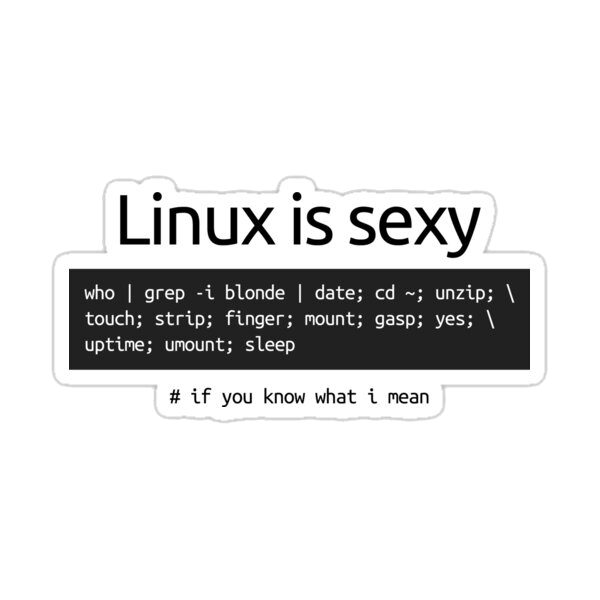 Linux is sexy
who | grep -i blonde | date; cd ~; unzip; \
touch; strip; finger; mount; gasp; yes; \
uptime; umount; sleep
# if you know what i mean